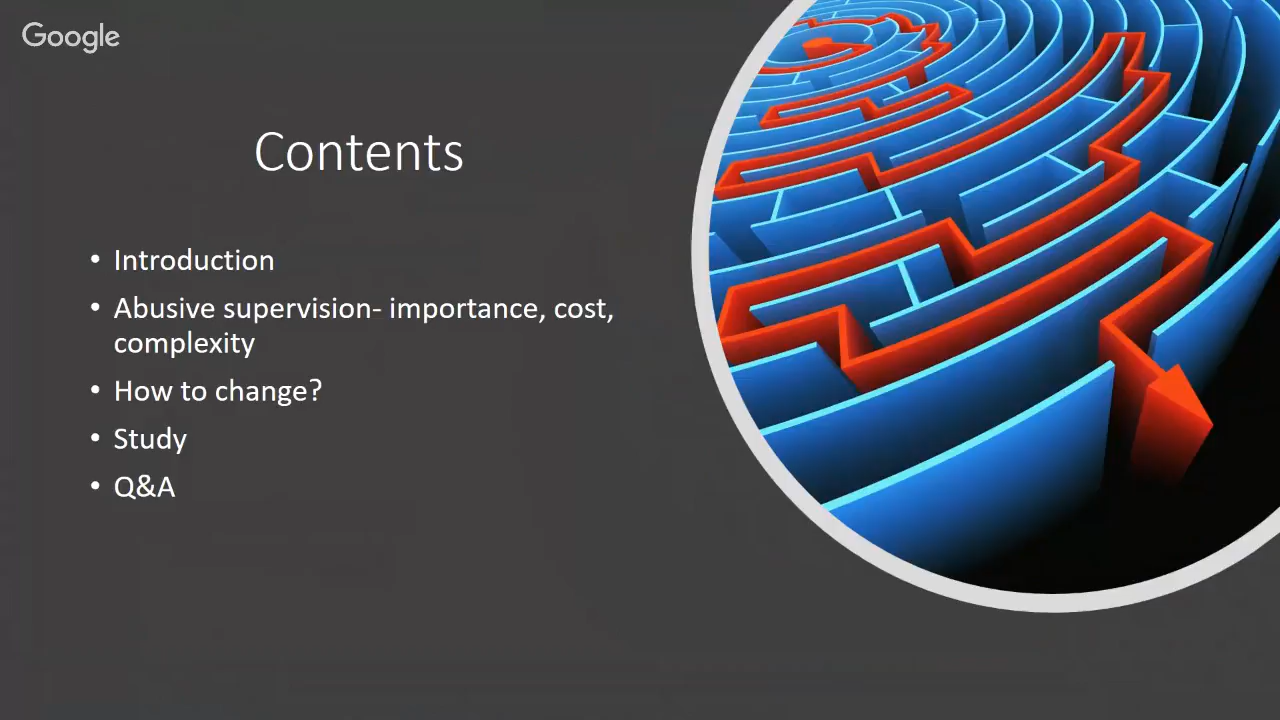 Google
Contents
• Introduction
• Abusive supervision- importance, cost,
complexity
• How to change?
• Study
• Q&A